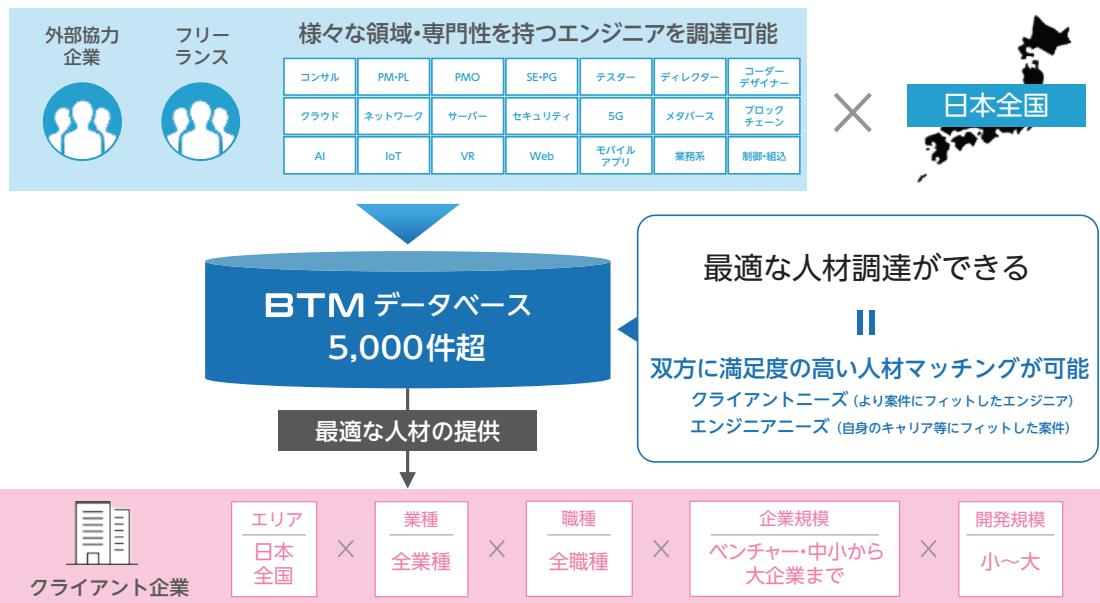 外部協力
企業
フリー
ランス
様々な領域・専門性を持つエンジニアを調達可能
コンサル
PM・PL
PMO
SE・PG
テスター
ディレクター
コーダー
デザイナー
クラウド
ネットワーク
サーバー
セキュリティ
5G
メタバース
ブロック
チェーン
AI
IoT
VR
Web
モバイル
アプリ
業務系
制御・組込
日本全国
BTM データベース
5,000件超
最適な人材調達ができる
双方に満足度の高い人材マッチングが可能
クライアントニーズ（より案件にフィットしたエンジニア）
エンジニアニーズ（自身のキャリア等にフィットした案件）
最適な人材の提供
クライアント企業
エリア
日本
全国
×
業種
全業種
×
職種
全職種
×
企業規模
ベンチャー・中小から
大企業まで
×
開発規模
小〜大